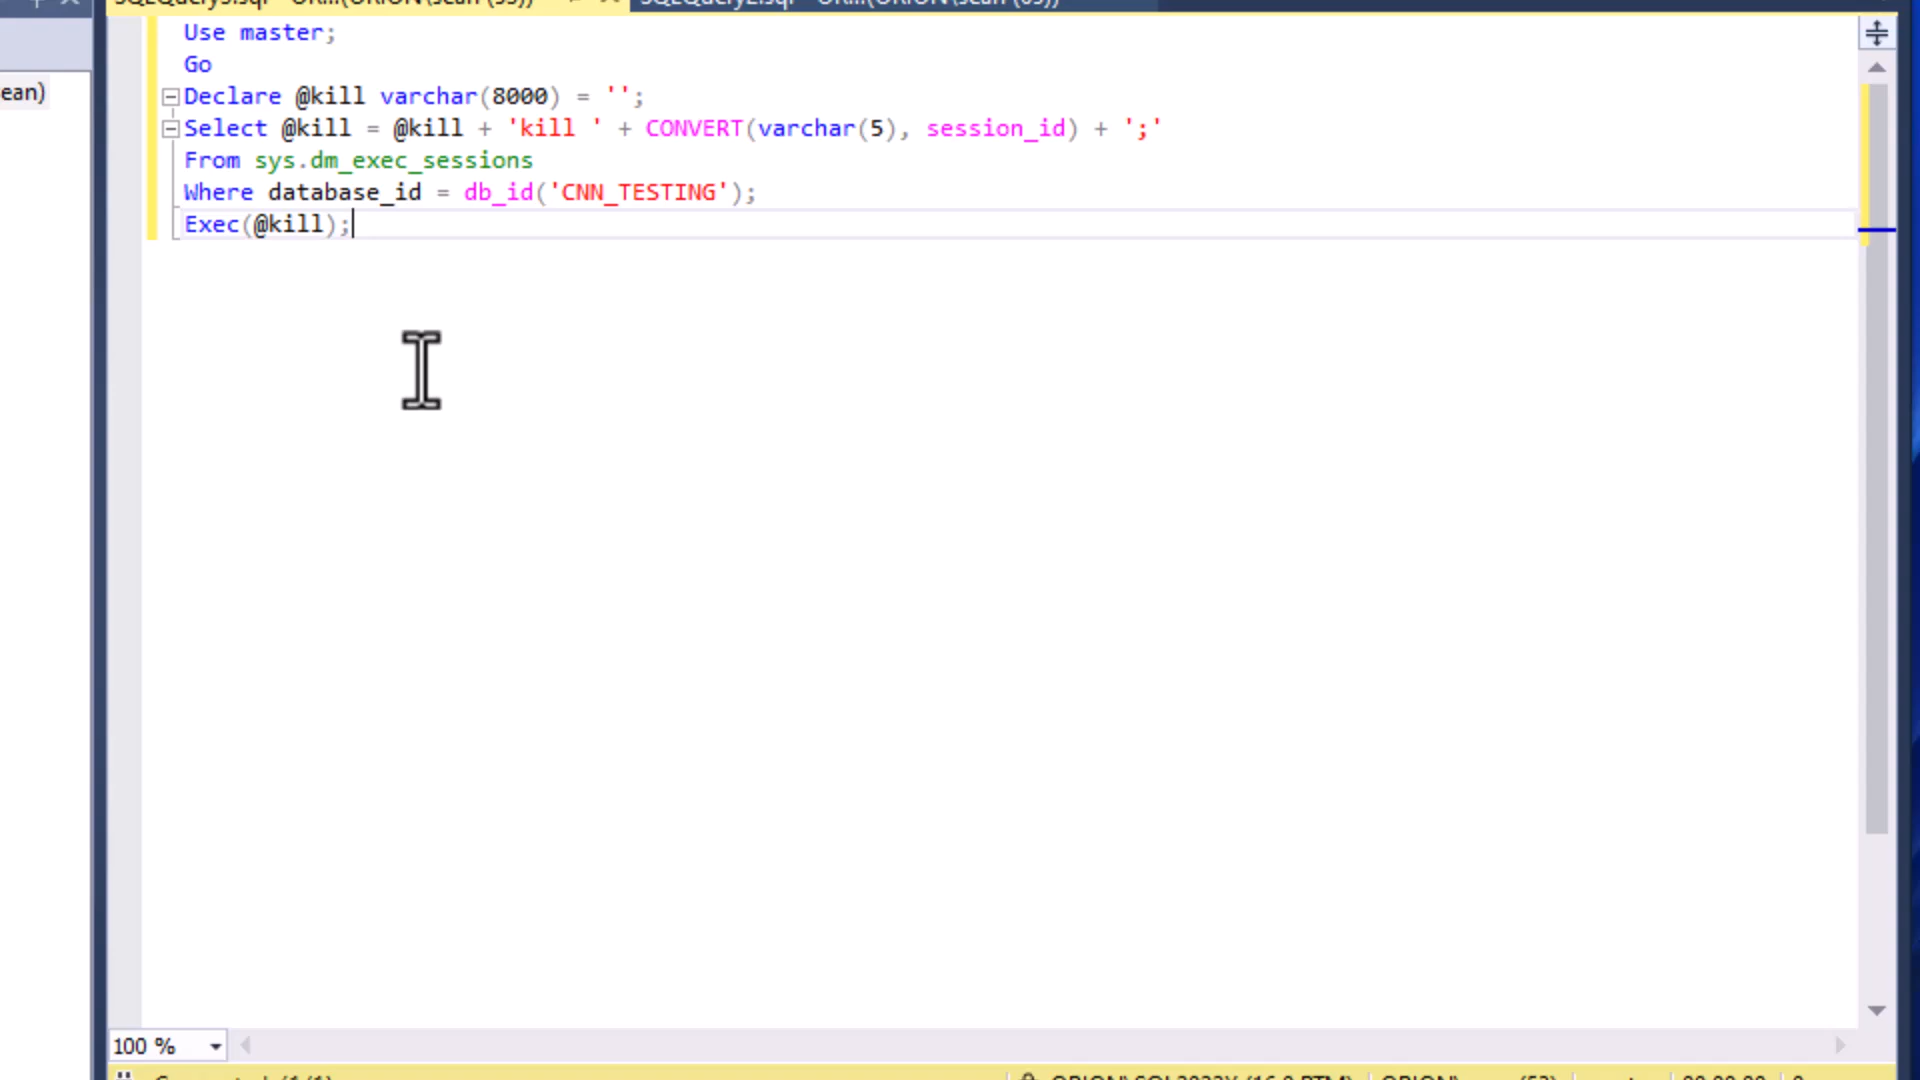 Use master;
Go
Declare @kill varchar(8000) = '';
Select @kill = @kill + 'kill ' + CONVERT(varchar(5), session_id) + ';'
From sys.dm_exec_sessions
Where database_id = db_id('CNN_TESTING');
Exec(@kill);
ean)
100 %